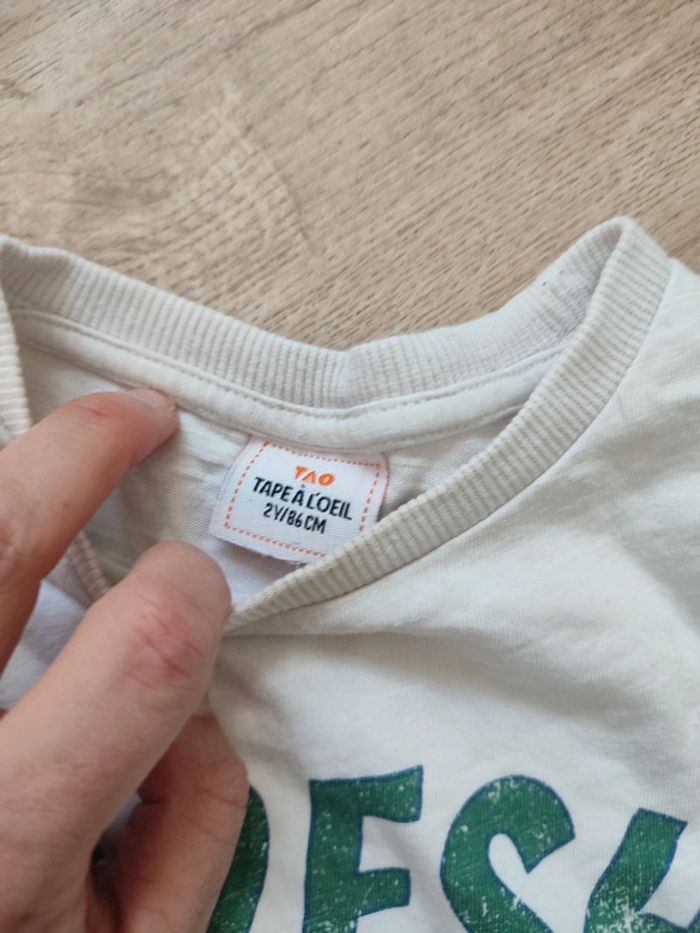 TAO
TAPE À L'OEIL
2Y/86CM